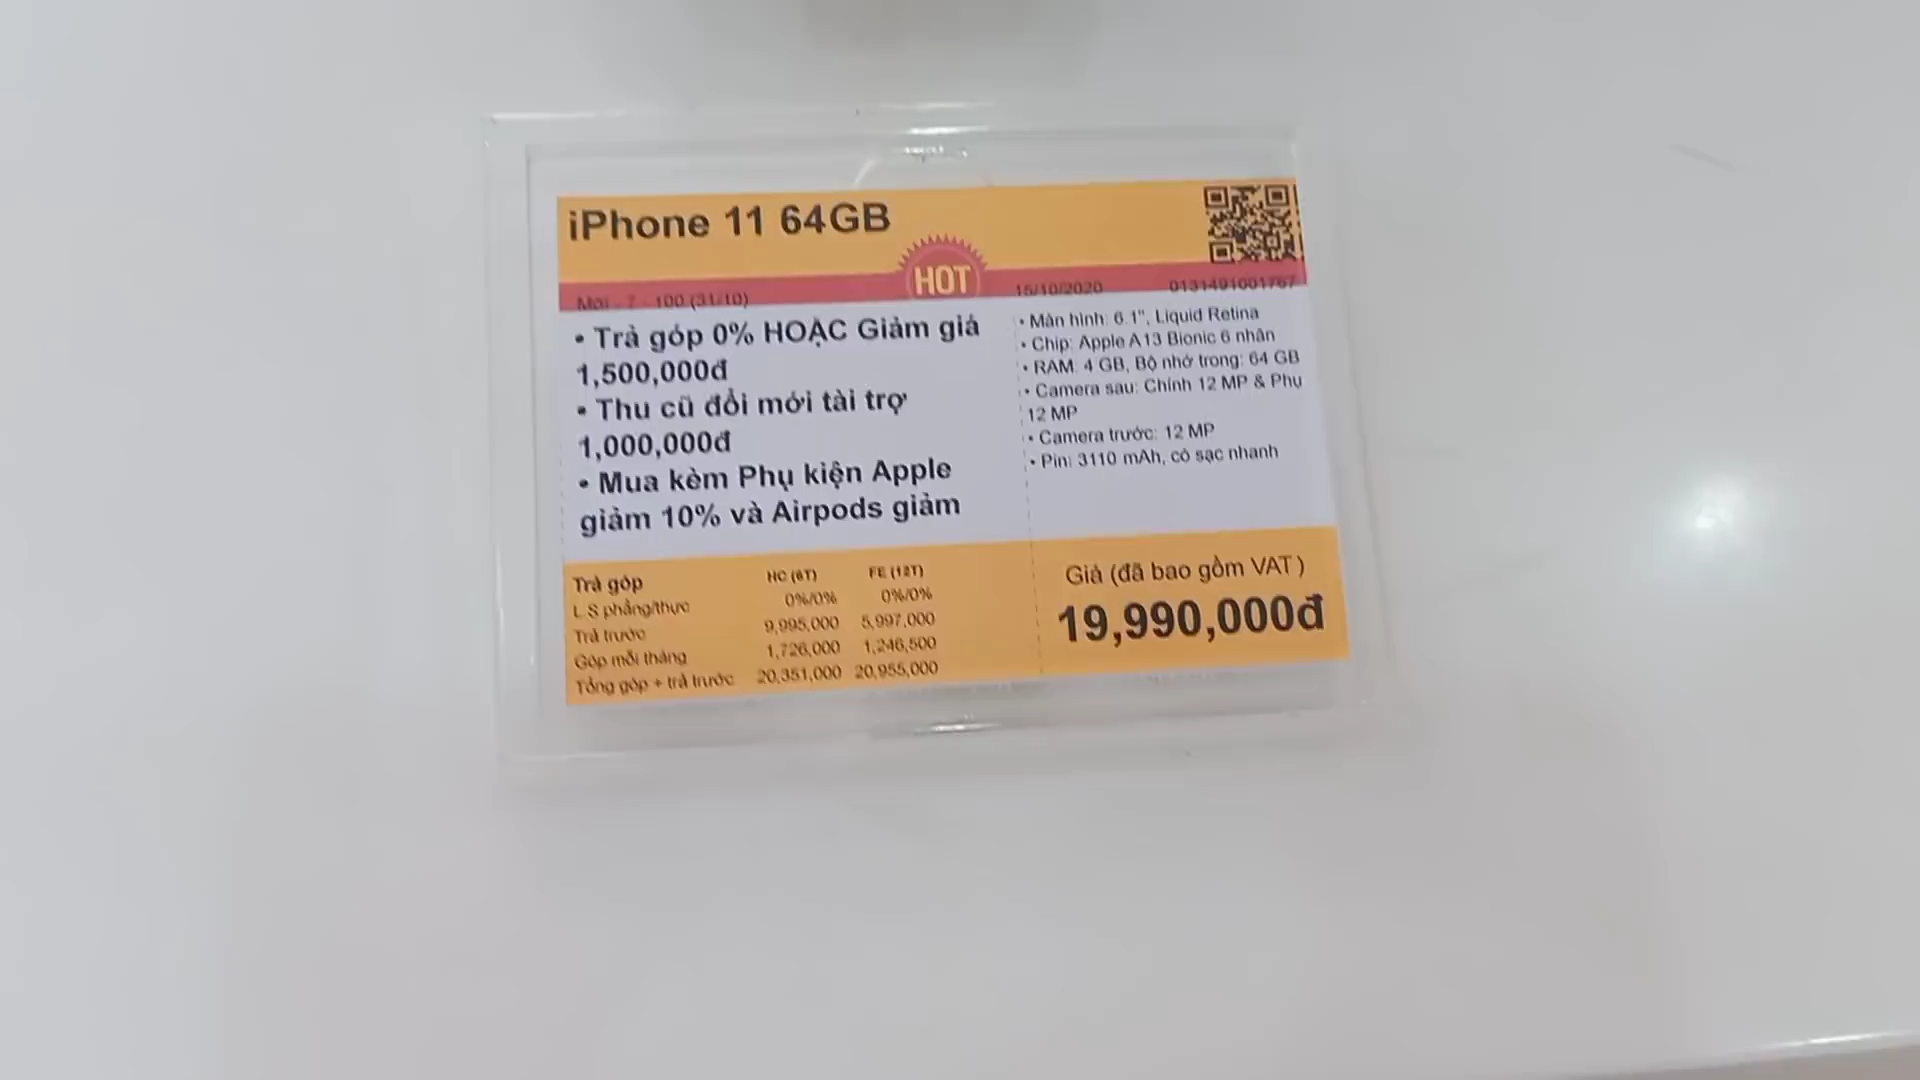 iPhone 11 64GB
HOT
Mới - 7 - 100 (31/10)
15/10/2020
0131491001767
• Trả góp 0% HOẶC Giảm giá
1,500,000đ
• Thu cũ đổi mới tài trợ
1,000,000đ
• Mua kèm Phụ kiện Apple
giảm 10% và Airpods giảm
• Màn hình: 6.1", Liquid Retina
• Chip: Apple A13 Bionic 6 nhân
• RAM: 4 GB, Bộ nhớ trong: 64 GB
• Camera sau: Chính 12 MP & Phụ
12 MP
• Camera trước: 12 MP
• Pin: 3110 mAh, có sạc nhanh
Trả góp HC (6T) FE (12T)
L.S phẳng/thực 0%/0% 0%/0%
Trả trước 9,995,000 5,997,000
Góp mỗi tháng 1,726,000 1,246,500
Tổng góp + trả trước 20,351,000 20,955,000
Giá (đã bao gồm VAT)
19,990,000đ